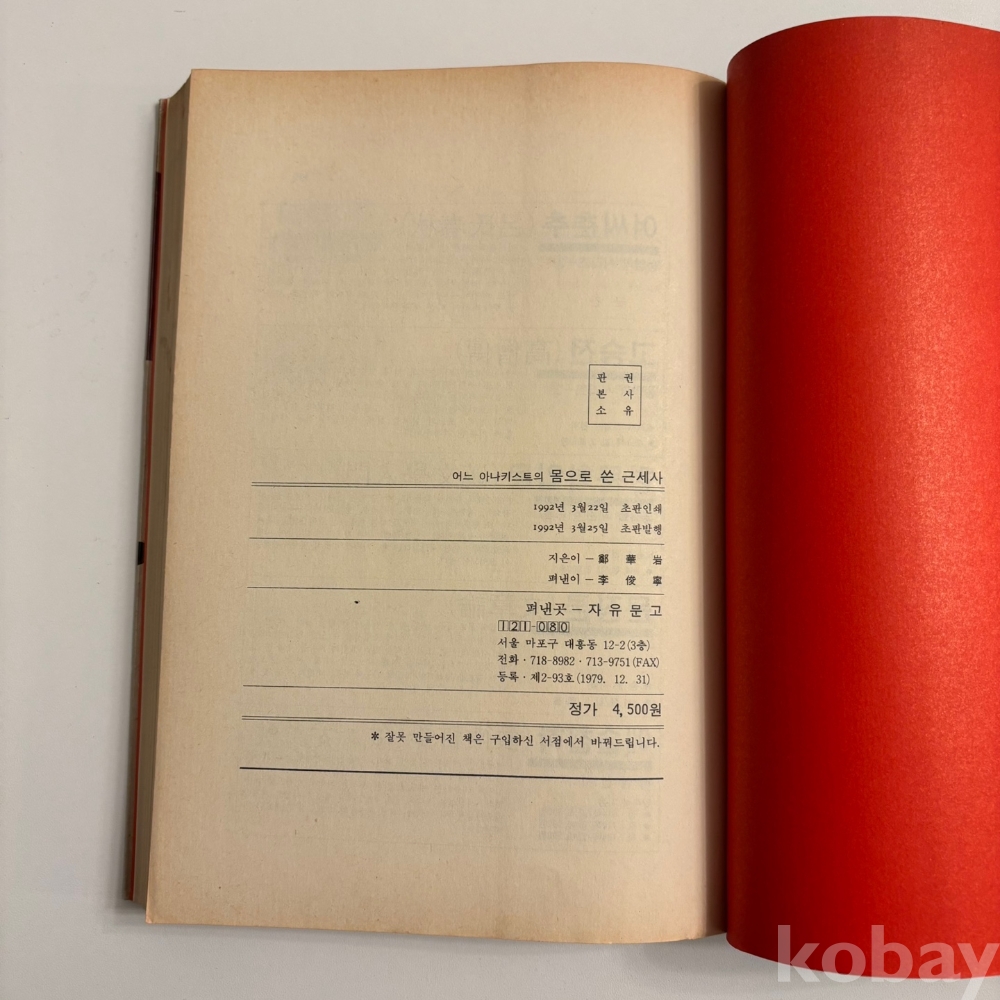 판 권
본 사
소 유
어느 아나키스트의 몸으로 쓴 근세사
1992년 3월22일 초판인쇄
1992년 3월25일 초판발행
지은이 – 鄭 華 岩
펴낸이 – 李 俊 寧
펴낸곳 – 자 유 문 고
121-080
서울 마포구 대흥동 12-2(3층)
전화 · 718-8982 · 713-9751(FAX)
등록 · 제2-93호(1979. 12. 31)
정가 4,500원
* 잘못 만들어진 책은 구입하신 서점에서 바꿔드립니다.
kobay